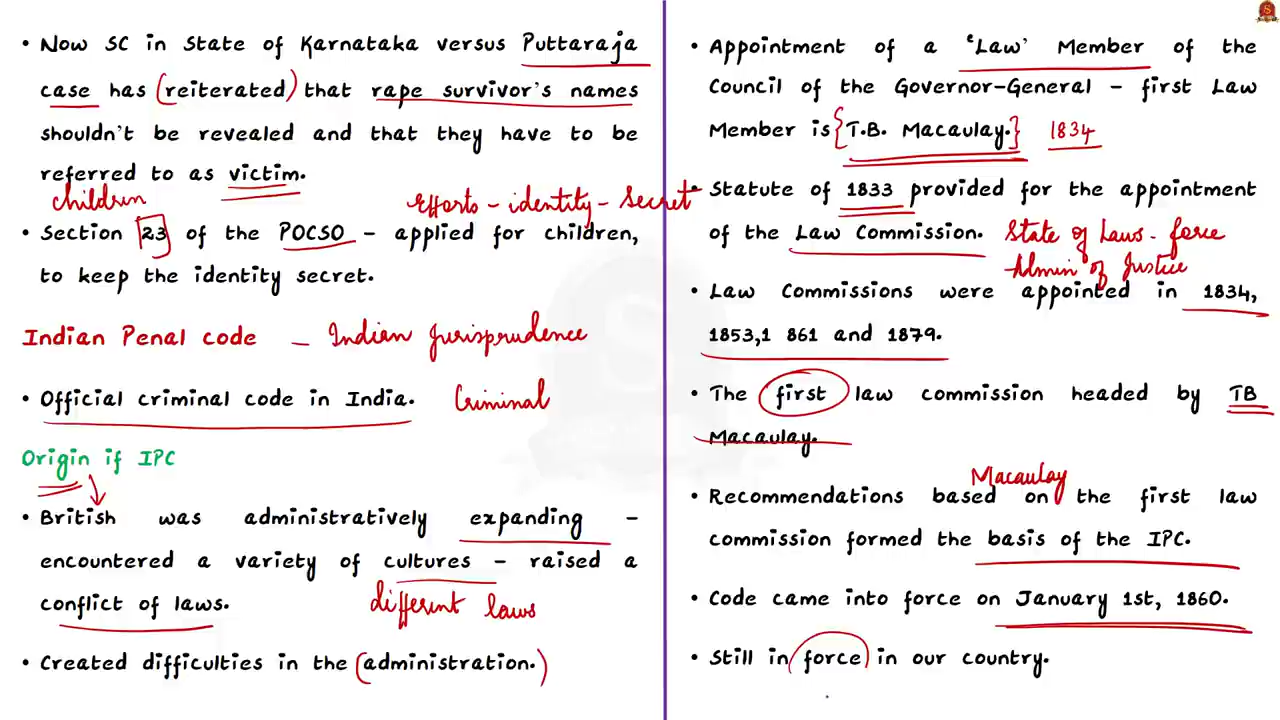 • Now SC in State of Karnataka versus Puttaraja
case has (reiterated) that rape survivor's names
shouldn't be revealed and that they have to be
referred to as victim.
children
Efforts - identity - Secret
• Section 23 of the POCSO - applied for children,
to keep the identity secret.
Indian Penal code - Indian Jurisprudence
• Official criminal code in India. Criminal
Origin if IPC
• British was administratively expanding -
encountered a variety of cultures - raised a
conflict of laws. different laws
• Created difficulties in the (administration.)
• Appointment of a 'Law' Member of the
Council of the Governor-General - first Law
Member is {T.B. Macaulay.} 1834
• Statute of 1833 provided for the appointment
of the Law Commission. State of Laws - force
Admin of Justice
• Law Commissions were appointed in 1834,
1853,1 861 and 1879.
• The first law commission headed by TB
Macaulay.
Macaulay
• Recommendations based on the first law
commission formed the basis of the IPC.
• Code came into force on January 1st, 1860.
• Still in force in our country.